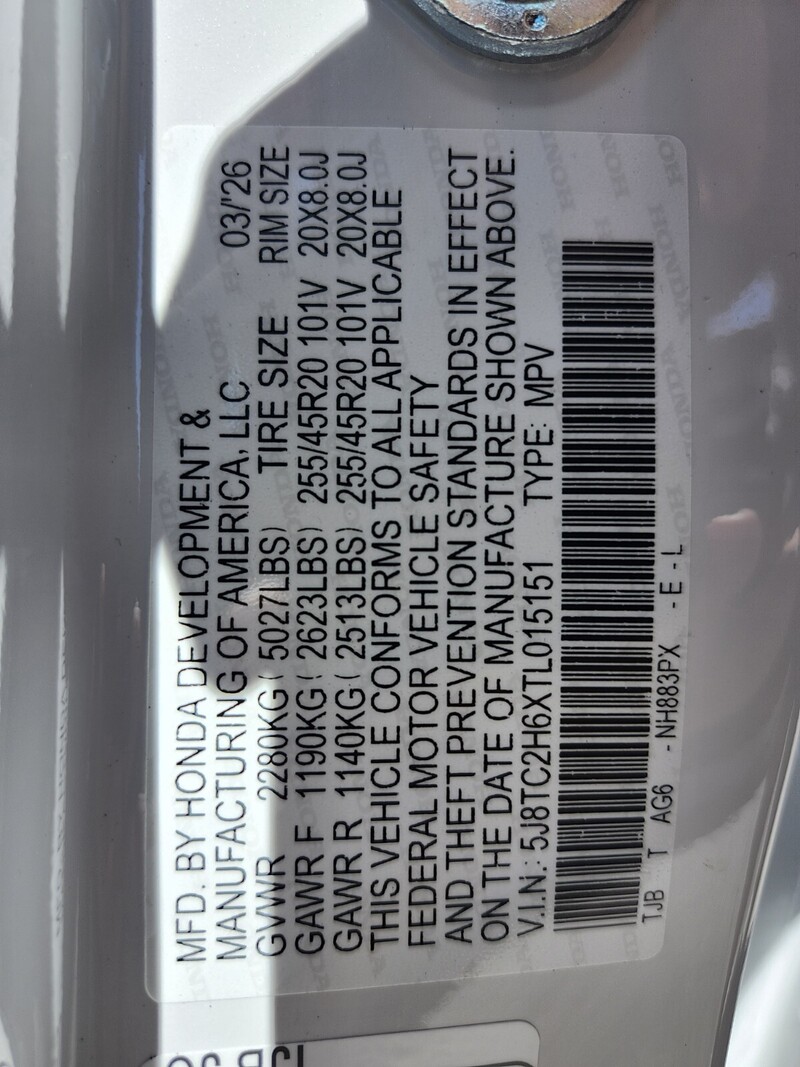 MFD. BY HONDA DEVELOPMENT &
MANUFACTURING OF AMERICA, LLC 03/'26
GVWR 2280KG ( 5027LBS) TIRE SIZE RIM SIZE
GAWR F 1190KG ( 2623LBS) 255/45R20 101V 20X8.0J
GAWR R 1140KG ( 2513LBS) 255/45R20 101V 20X8.0J
THIS VEHICLE CONFORMS TO ALL APPLICABLE
FEDERAL MOTOR VEHICLE SAFETY
AND THEFT PREVENTION STANDARDS IN EFFECT
ON THE DATE OF MANUFACTURE SHOWN ABOVE.
V.I.N.: 5J8TC2H6XTL015151 TYPE: MPV
TJB T AG6 - NH883PX - E - L